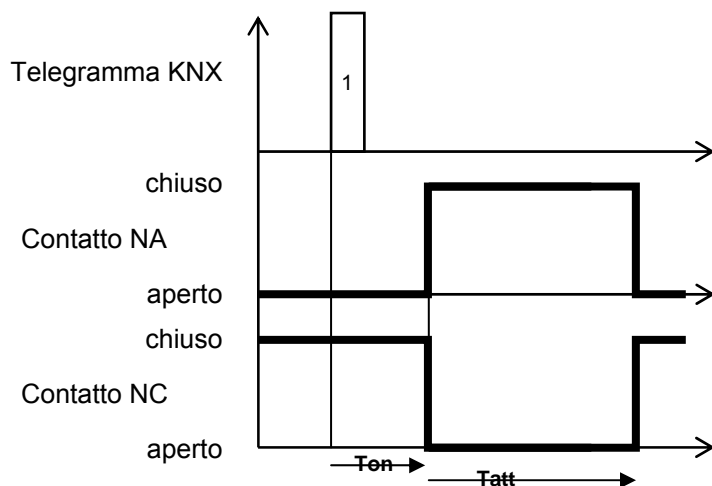 Telegramma KNX
1
chiuso
Contatto NA
aperto
chiuso
Contatto NC
aperto
Ton
Tatt